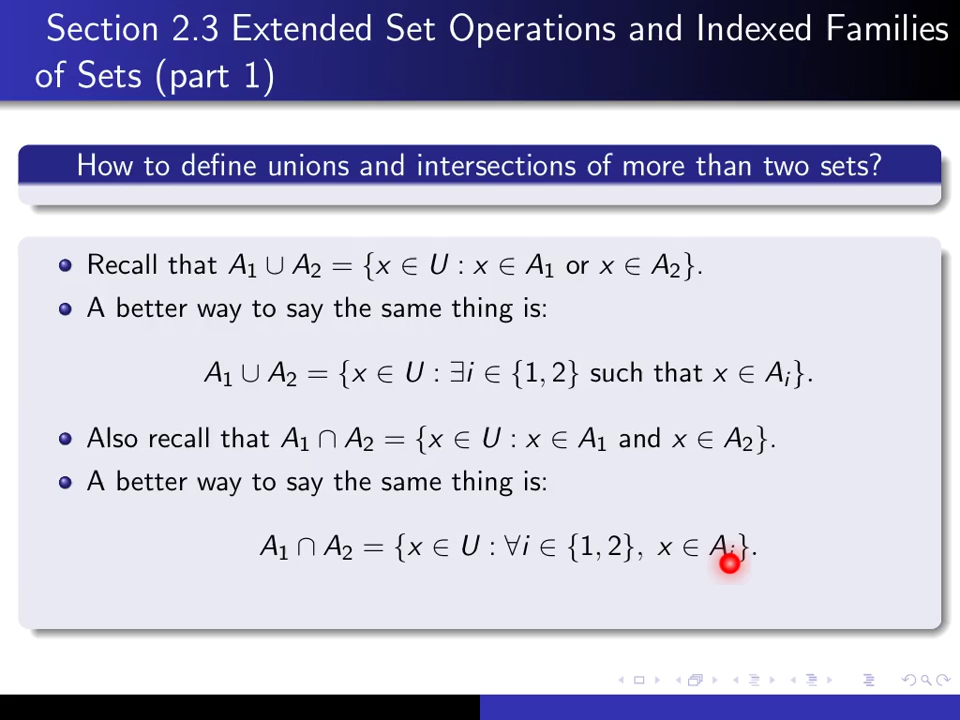 Section 2.3 Extended Set Operations and Indexed Families
of Sets (part 1)
How to define unions and intersections of more than two sets?
Recall that A₁ ∪ A₂ = {x ∈ U : x ∈ A₁ or x ∈ A₂}.
A better way to say the same thing is:
A₁ ∪ A₂ = {x ∈ U : ∃i ∈ {1, 2} such that x ∈ Aᵢ}.
Also recall that A₁ ∩ A₂ = {x ∈ U : x ∈ A₁ and x ∈ A₂}.
A better way to say the same thing is:
A₁ ∩ A₂ = {x ∈ U : ∀i ∈ {1, 2}, x ∈ Aᵢ}.